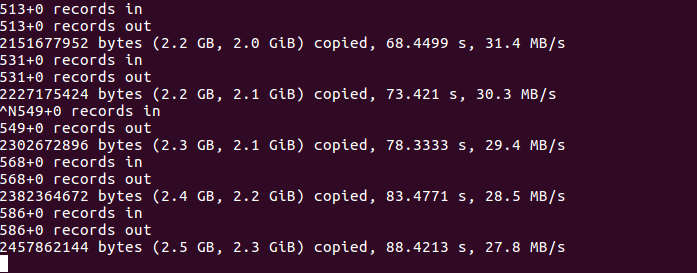 513+0 records in
513+0 records out
2151677952 bytes (2.2 GB, 2.0 GiB) copied, 68.4499 s, 31.4 MB/s
531+0 records in
531+0 records out
2227175424 bytes (2.2 GB, 2.1 GiB) copied, 73.421 s, 30.3 MB/s
^N549+0 records in
549+0 records out
2302672896 bytes (2.3 GB, 2.1 GiB) copied, 78.3333 s, 29.4 MB/s
568+0 records in
568+0 records out
2382364672 bytes (2.4 GB, 2.2 GiB) copied, 83.4771 s, 28.5 MB/s
586+0 records in
586+0 records out
2457862144 bytes (2.5 GB, 2.3 GiB) copied, 88.4213 s, 27.8 MB/s